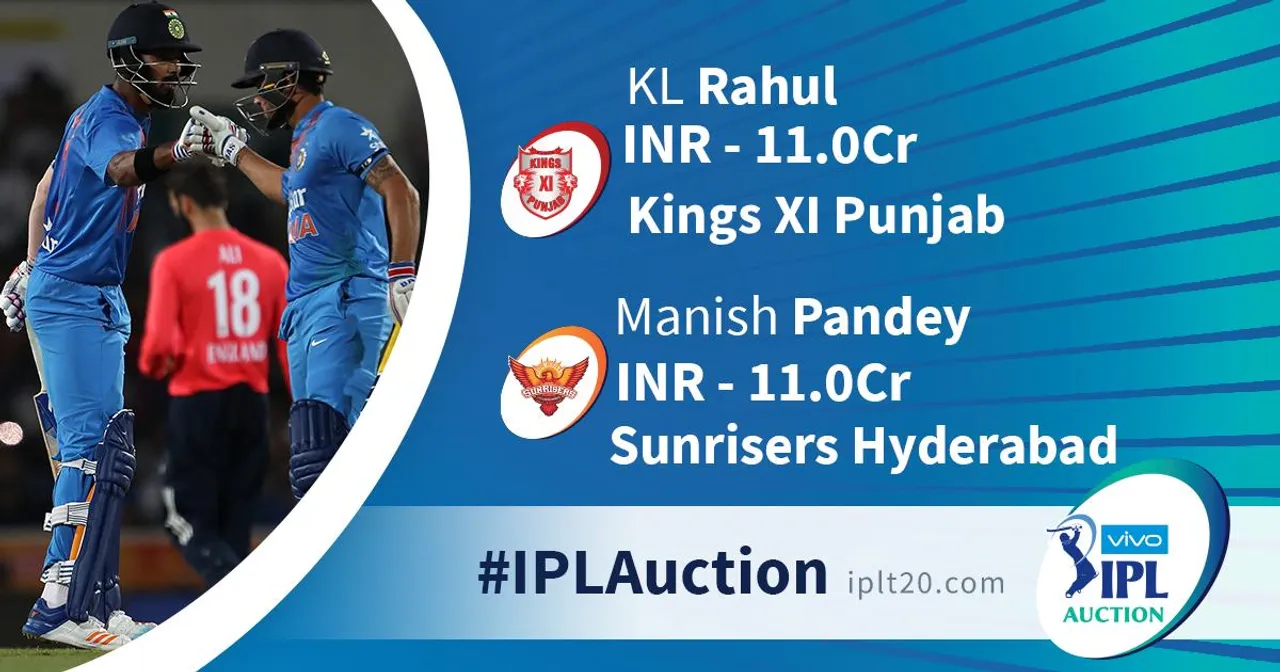 KL Rahul
INR - 11.0Cr
KINGS
XI
PUNJAB
Kings XI Punjab
Manish Pandey
INR - 11.0Cr
SUNRISERS
Sunrisers Hyderabad
ALI
18
ENGLAND
#IPLAuction iplt20.com
vivo
IPL
AUCTION